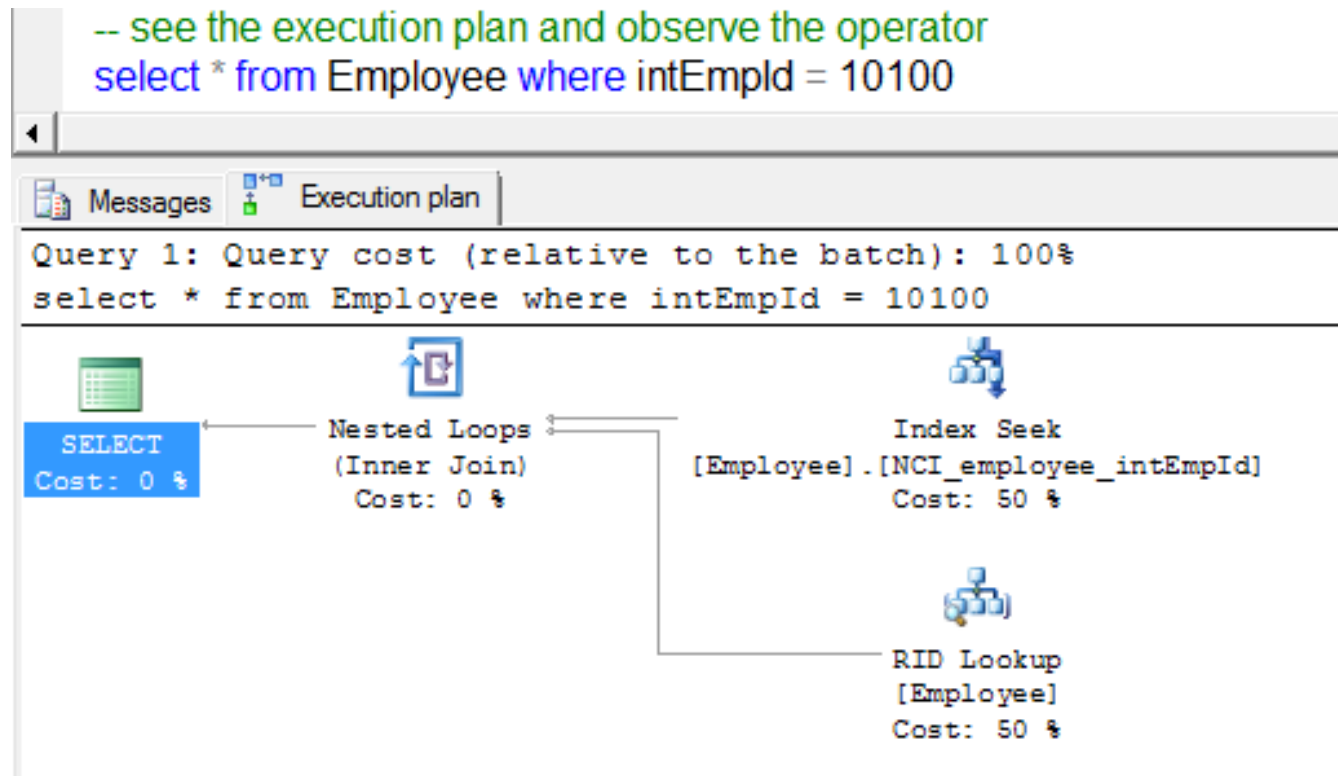 -- see the execution plan and observe the operator
select * from Employee where intEmpId = 10100
Messages Execution plan
Query 1: Query cost (relative to the batch): 100%
select * from Employee where intEmpId = 10100
SELECT
Cost: 0 %
Nested Loops
(Inner Join)
Cost: 0 %
Index Seek
[Employee].[NCI_employee_intEmpId]
Cost: 50 %
RID Lookup
[Employee]
Cost: 50 %